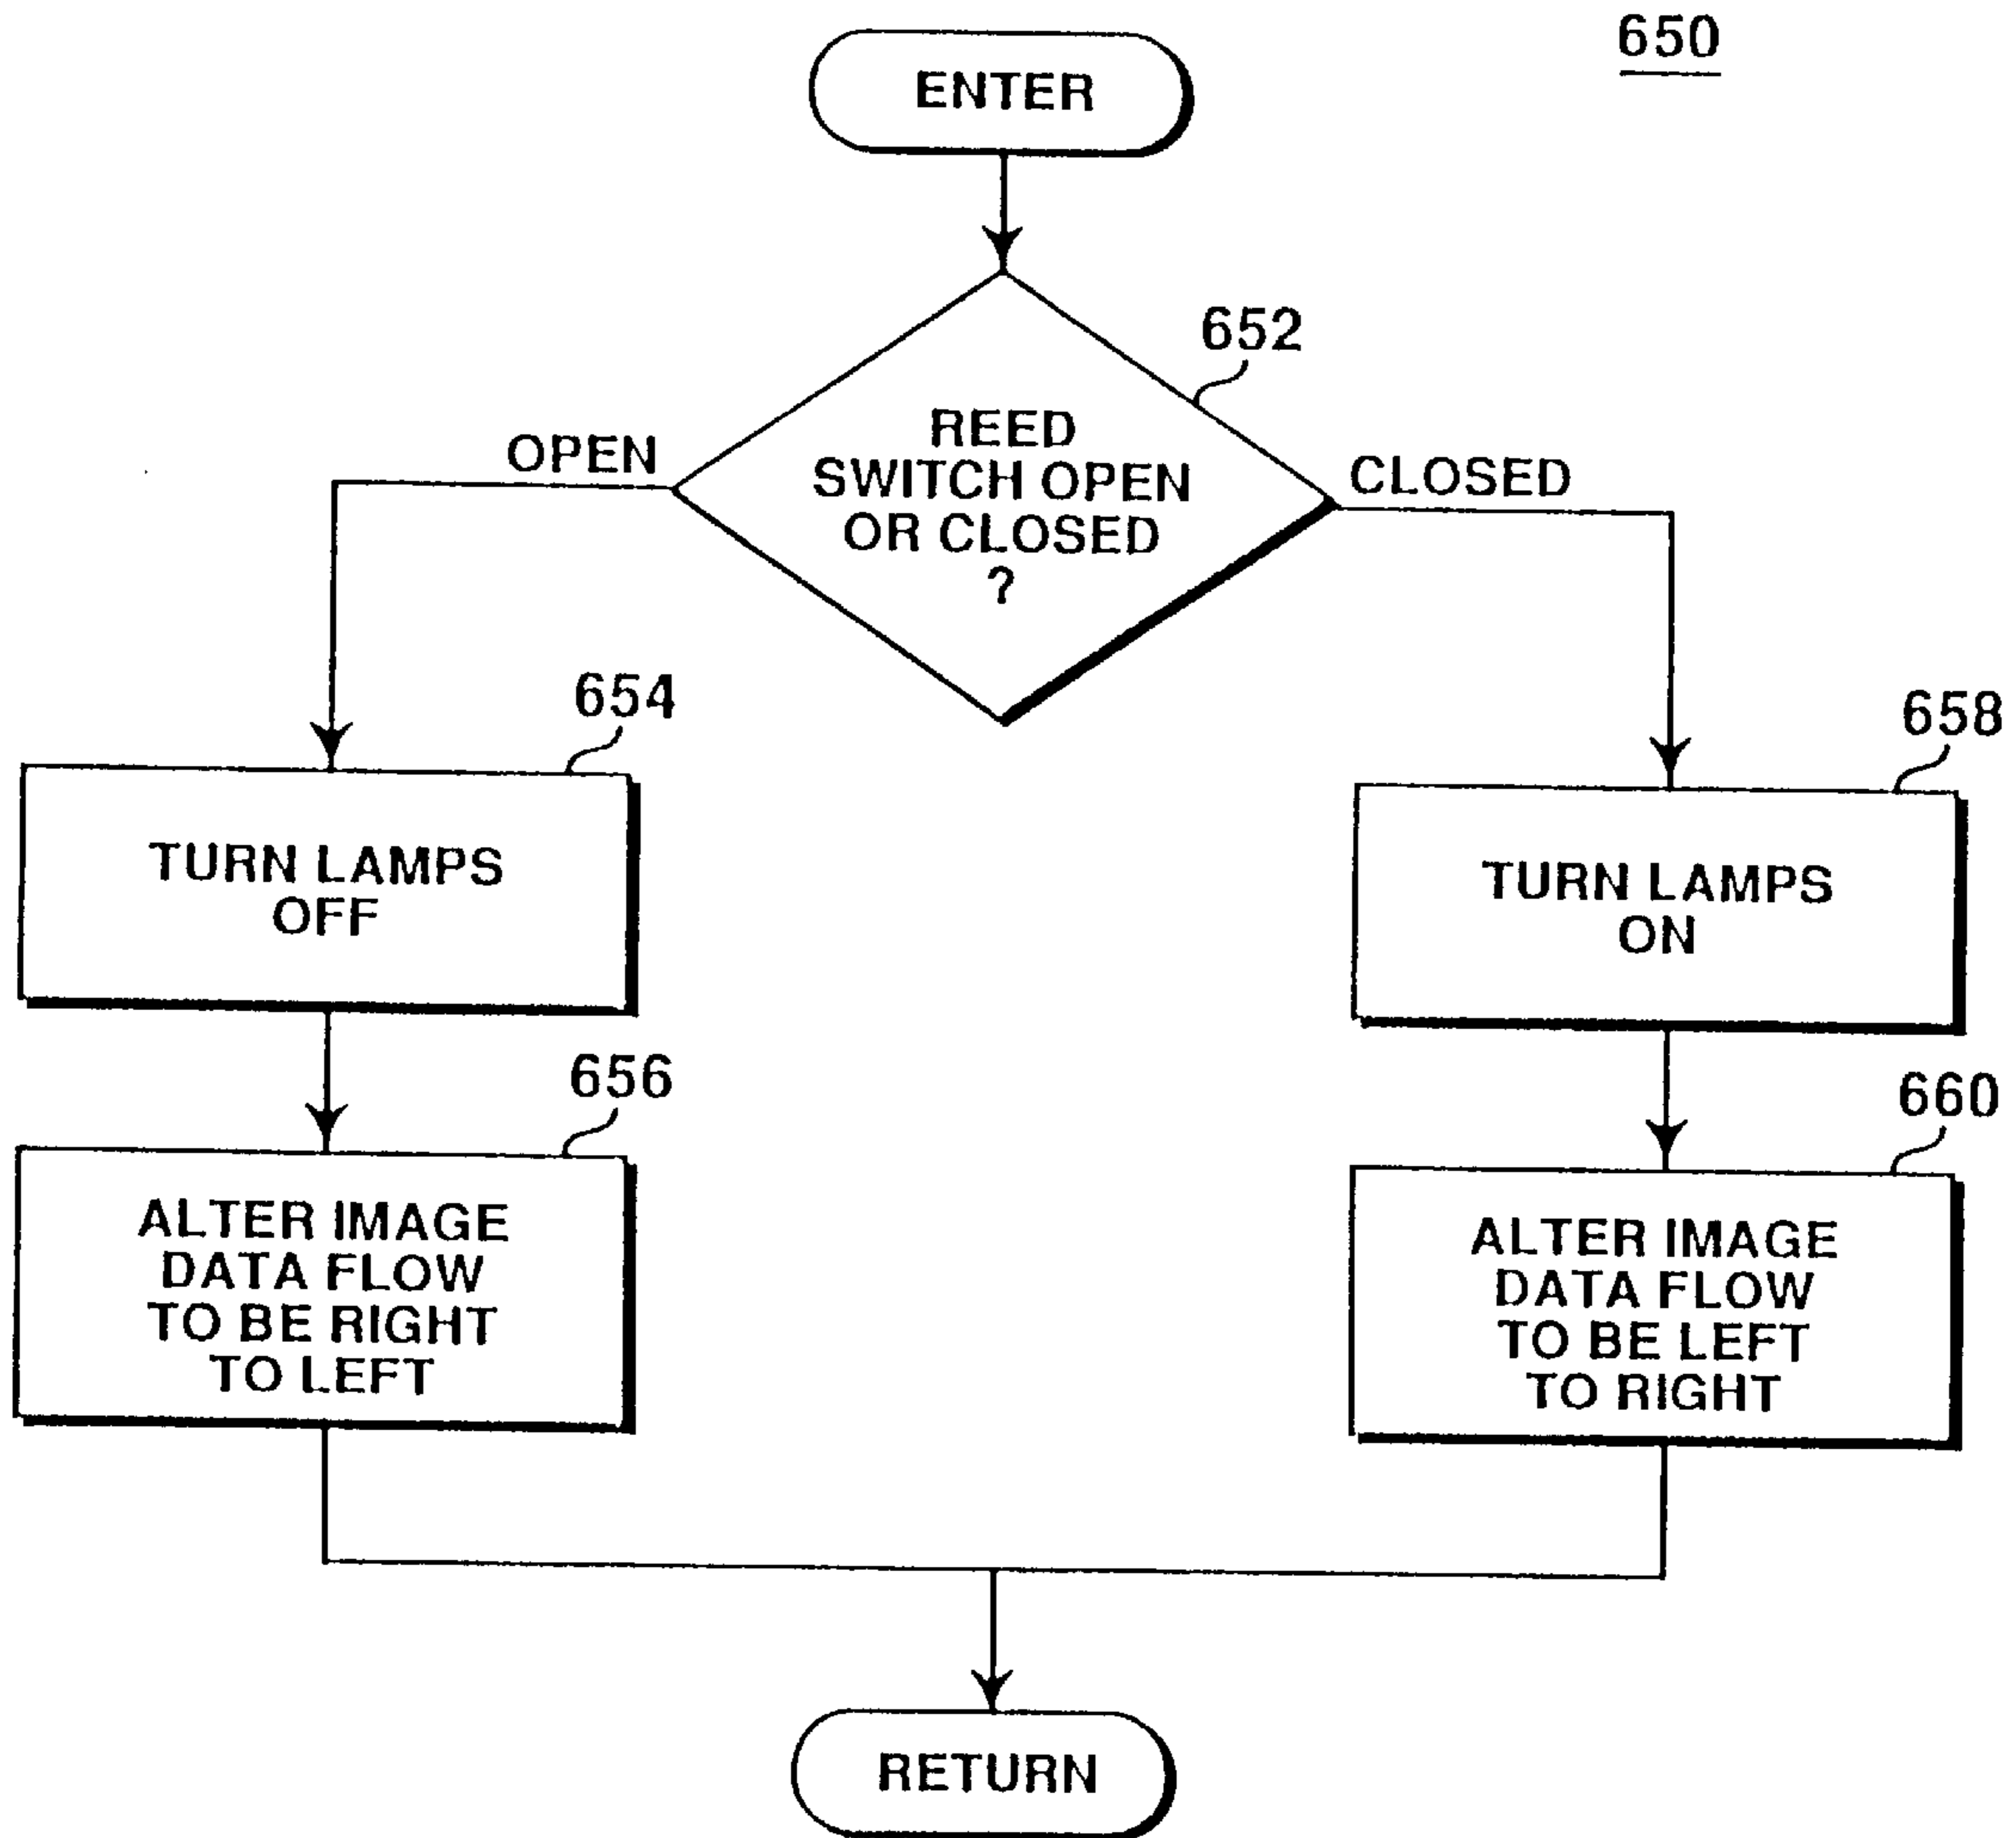 650
ENTER
652
REED
SWITCH OPEN
OR CLOSED
?
OPEN
CLOSED
654
TURN LAMPS
OFF
658
TURN LAMPS
ON
656
ALTER IMAGE
DATA FLOW
TO BE RIGHT
TO LEFT
660
ALTER IMAGE
DATA FLOW
TO BE LEFT
TO RIGHT
RETURN